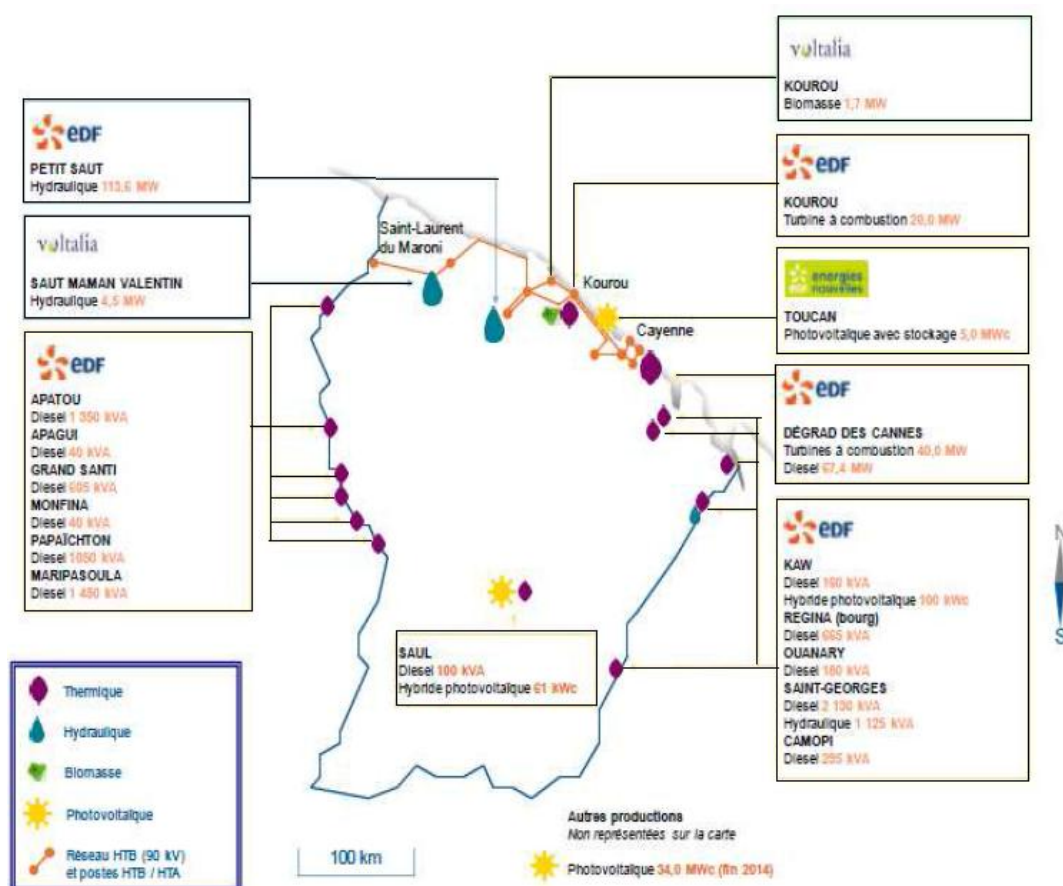 edf
PETIT SAUT
Hydraulique 113,6 MW
voltalia
SAUT MAMAN VALENTIN
Hydraulique 4,5 MW
edf
APATOU
Diesel 1 350 kVA
APAGUI
Diesel 40 kVA
GRAND SANTI
Diesel 605 kVA
MONFINA
Diesel 40 kVA
PAPAÏCHTON
Diesel 1050 kVA
MARIPASOULA
Diesel 1 450 kVA
Saint-Laurent
du Maroni
Kourou
Cayenne
voltalia
KOUROU
Biomasse 1,7 MW
edf
KOUROU
Turbine à combustion 20,0 MW
edf energies
nouvelles
TOUCAN
Photovoltaïque avec stockage 5,0 MWc
edf
DÉGRAD DES CANNES
Turbines à combustion 40,0 MW
Diesel 67,4 MW
edf
KAW
Diesel 160 kVA
Hybride photovoltaïque 100 kWc
REGINA (bourg)
Diesel 665 kVA
OUANARY
Diesel 180 kVA
SAINT-GEORGES
Diesel 2 130 kVA
Hydraulique 1 125 kVA
CAMOPI
Diesel 295 kVA
N
S
SAUL
Diesel 100 kVA
Hybride photovoltaïque 61 kWc
Thermique
Hydraulique
Biomasse
Photovoltaïque
Réseau HTB (90 kV)
et postes HTB / HTA
100 km
Autres productions
Non représentées sur la carte
Photovoltaïque 34,0 MWc (fin 2014)